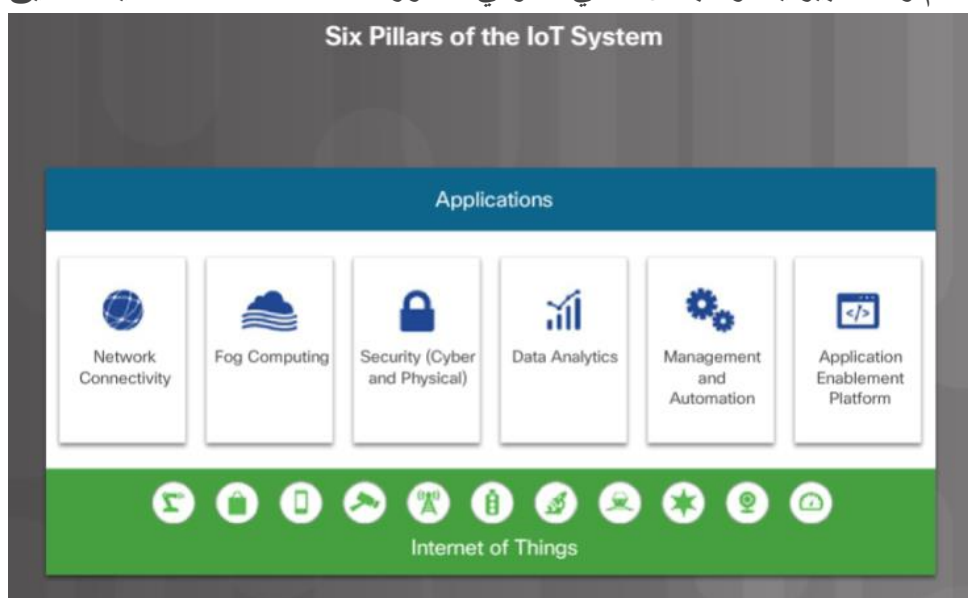 Six Pillars of the IoT System
Applications
Network
Connectivity
Fog Computing
Security (Cyber
and Physical)
Data Analytics
Management
and
Automation
</>
Application
Enablement
Platform
Internet of Things